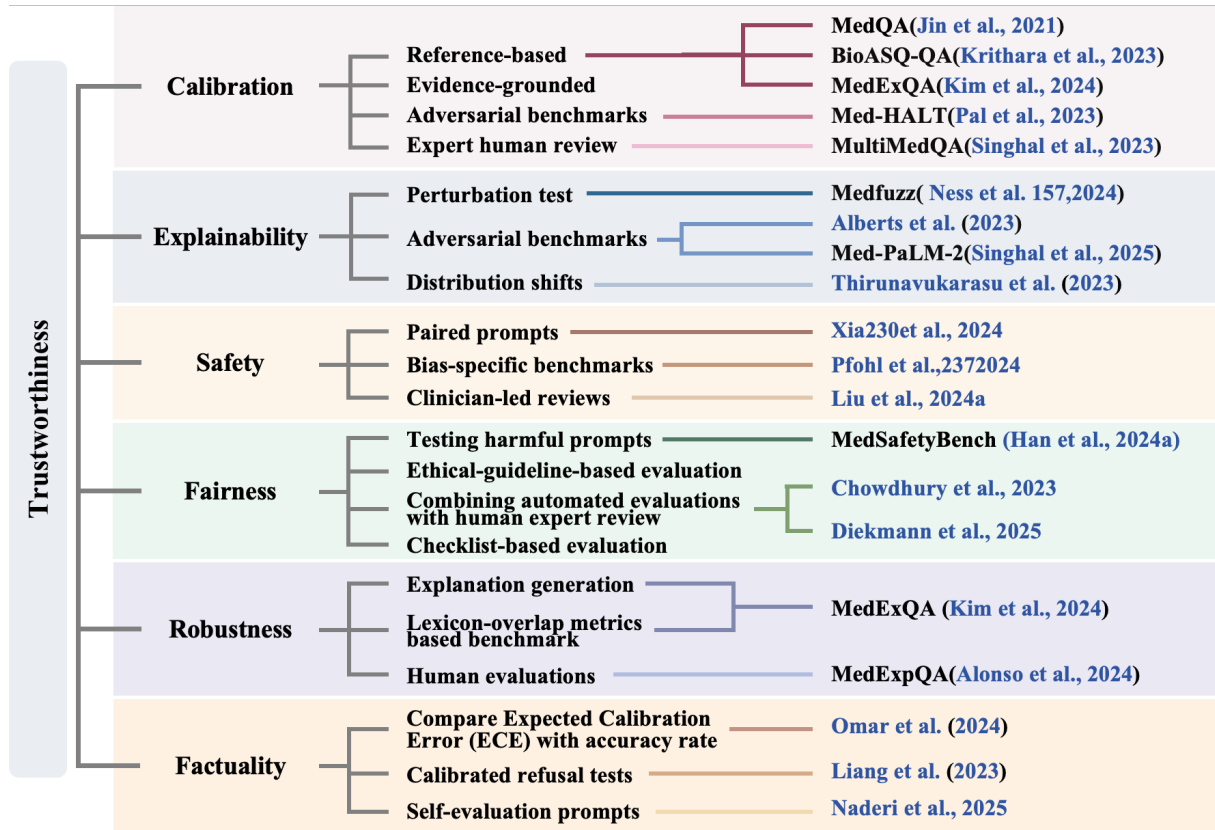 Trustworthiness
Calibration
Reference-based
Evidence-grounded
Adversarial benchmarks
Expert human review
MedQA(Jin et al., 2021)
BioASQ-QA(Krithara et al., 2023)
MedExQA(Kim et al., 2024)
Med-HALT(Pal et al., 2023)
MultiMedQA(Singhal et al., 2023)
Explainability
Perturbation test
Adversarial benchmarks
Distribution shifts
Medfuzz( Ness et al. 157,2024)
Alberts et al. (2023)
Med-PaLM-2(Singhal et al., 2025)
Thirunavukarasu et al. (2023)
Safety
Paired prompts
Bias-specific benchmarks
Clinician-led reviews
Xia230et al., 2024
Pfohl et al.,2372024
Liu et al., 2024a
Fairness
Testing harmful prompts
Ethical-guideline-based evaluation
Combining automated evaluations
with human expert review
Checklist-based evaluation
MedSafetyBench (Han et al., 2024a)
Chowdhury et al., 2023
Diekmann et al., 2025
Robustness
Explanation generation
Lexicon-overlap metrics
based benchmark
Human evaluations
MedExQA (Kim et al., 2024)
MedExpQA(Alonso et al., 2024)
Factuality
Compare Expected Calibration
Error (ECE) with accuracy rate
Calibrated refusal tests
Self-evaluation prompts
Omar et al. (2024)
Liang et al. (2023)
Naderi et al., 2025